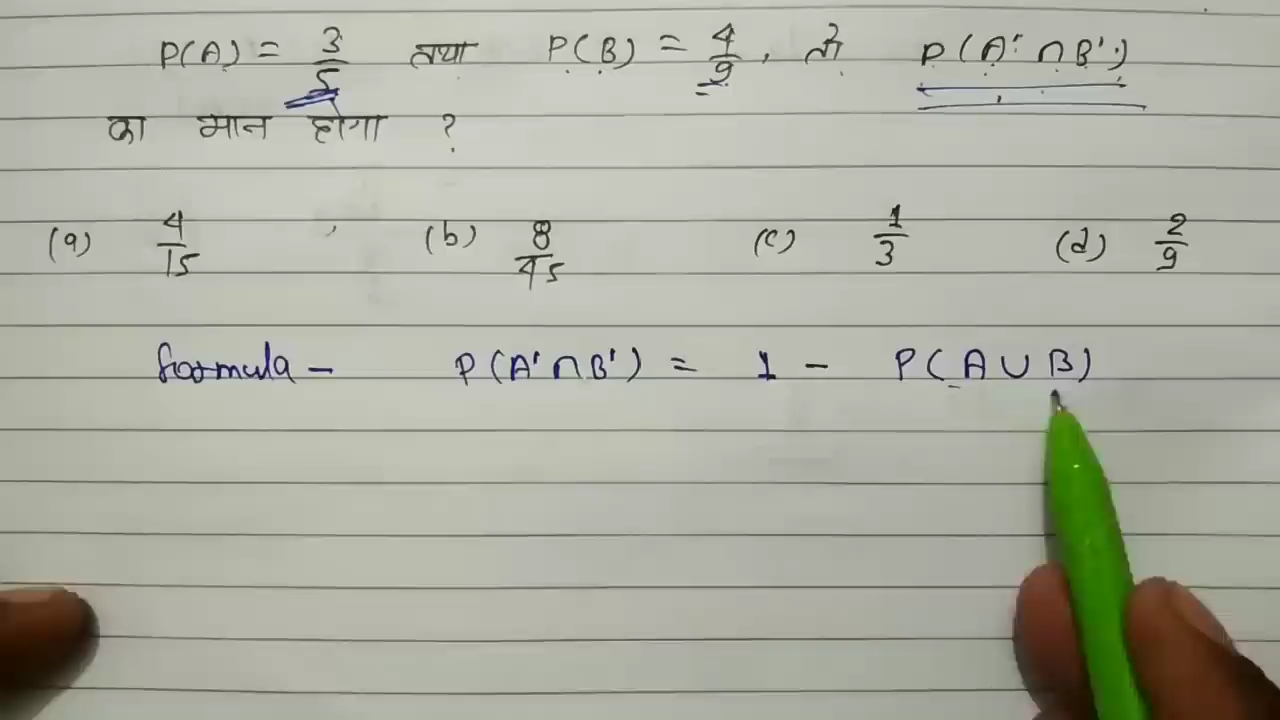 P(A) = 3/5 तथा P(B) = 4/9, तो P(A' ∩ B')
का मान होगा ?
(a) 4/15 (b) 8/45 (c) 1/3 (d) 2/9
formula - P(A' ∩ B') = 1 - P(A ∪ B)